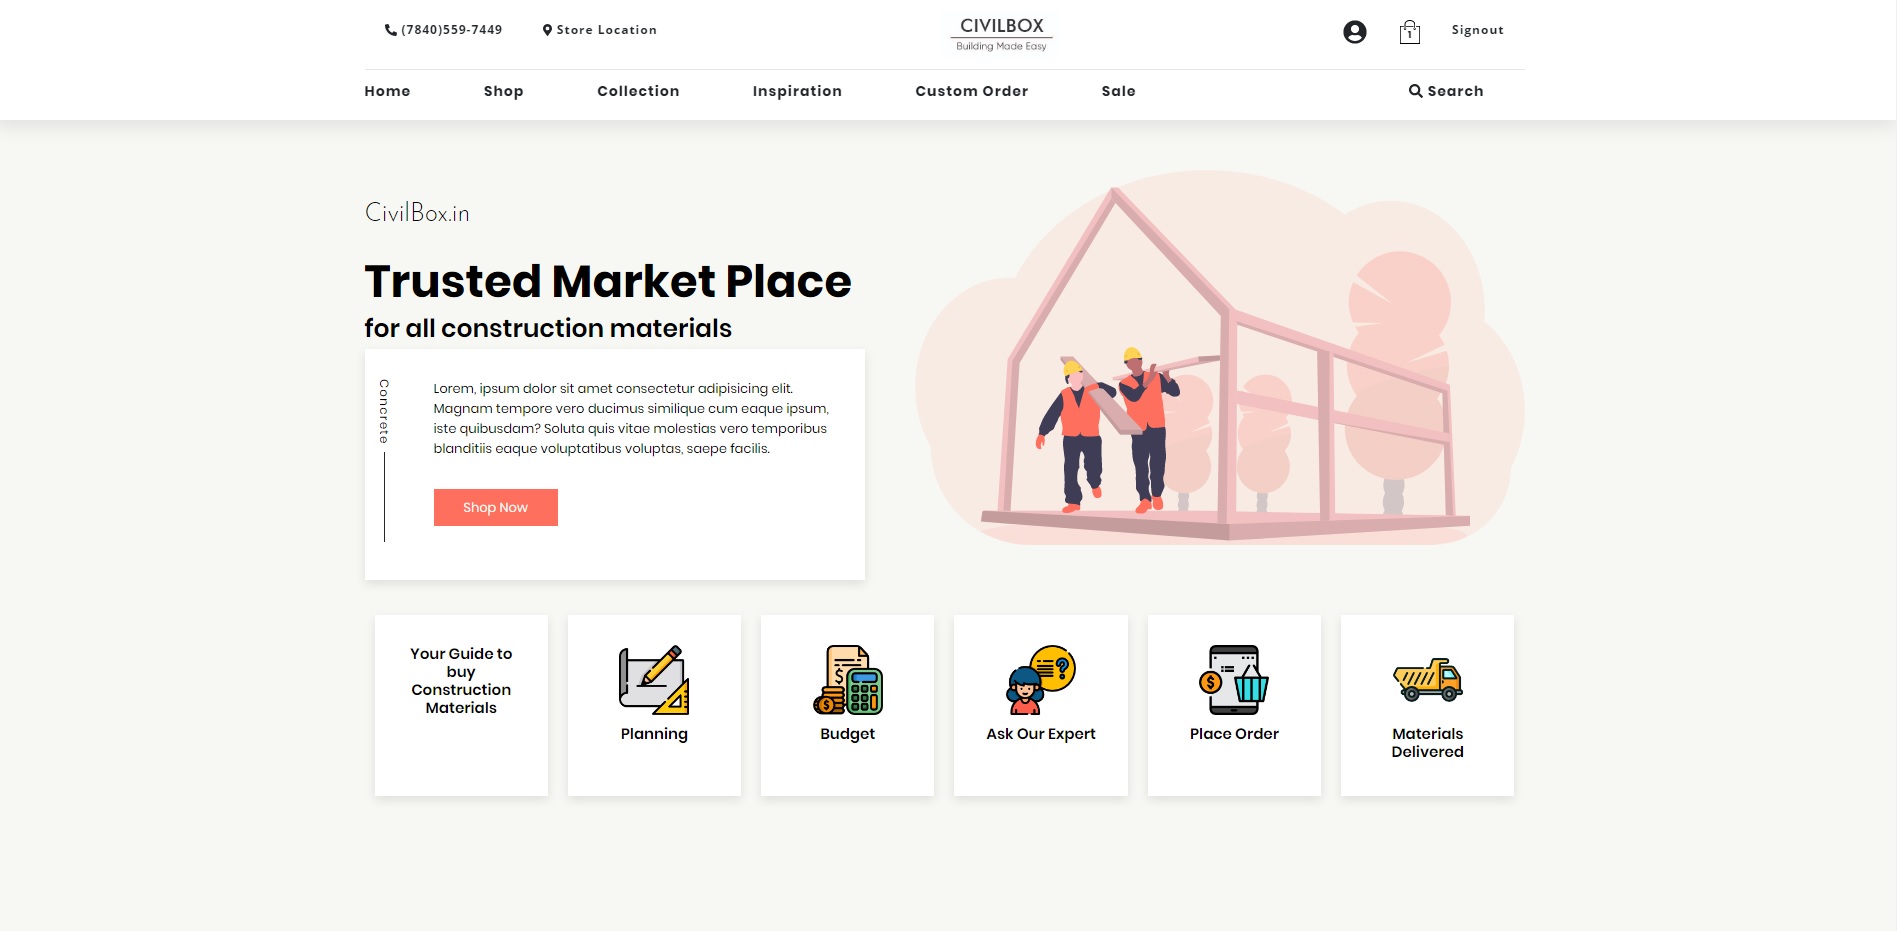 (7840)559-7449
Store Location
CIVILBOX
Building Made Easy
1
Signout
Home
Shop
Collection
Inspiration
Custom Order
Sale
Search
CivilBox.in
Trusted Market Place
for all construction materials
Concrete
Lorem, ipsum dolor sit amet consectetur adipisicing elit.
Magnam tempore vero ducimus similique cum eaque ipsum,
iste quibusdam? Soluta quis vitae molestias vero temporibus
blanditiis eaque voluptatibus voluptas, saepe facilis.
Shop Now
Your Guide to
buy
Construction
Materials
Planning
Budget
Ask Our Expert
Place Order
Materials
Delivered